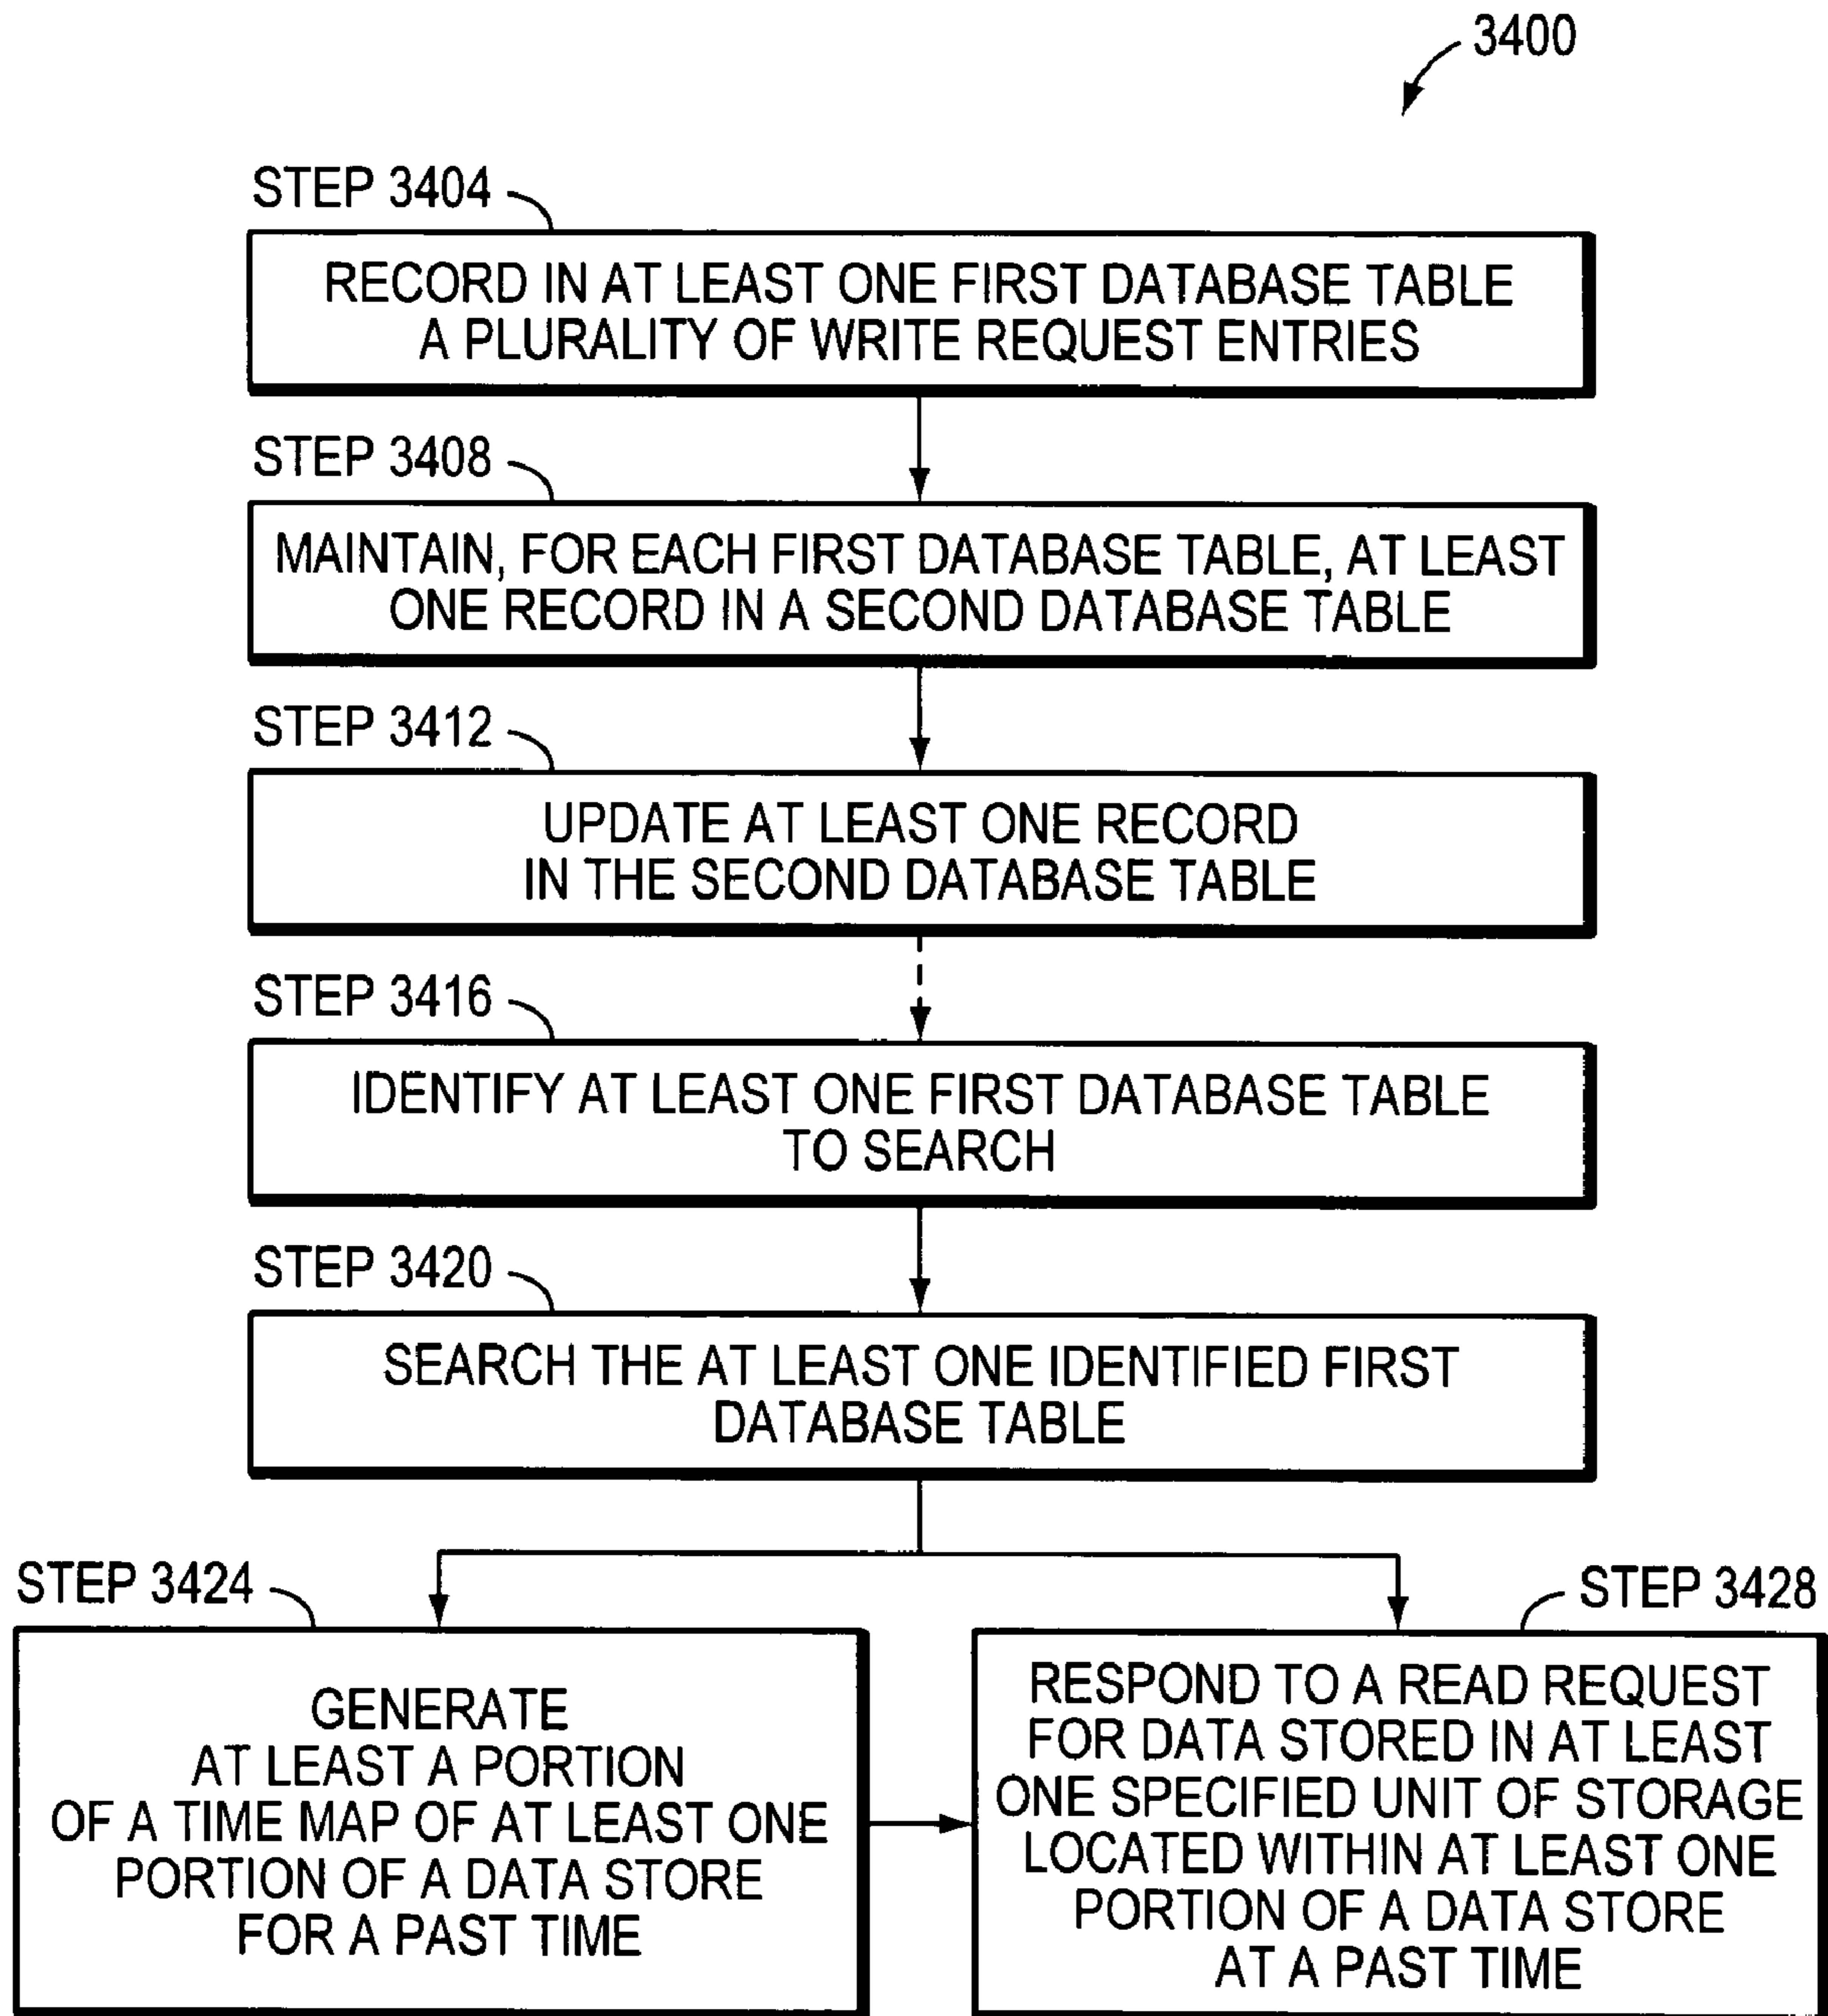 3400
STEP 3404
RECORD IN AT LEAST ONE FIRST DATABASE TABLE
A PLURALITY OF WRITE REQUEST ENTRIES
STEP 3408
MAINTAIN, FOR EACH FIRST DATABASE TABLE, AT LEAST
ONE RECORD IN A SECOND DATABASE TABLE
STEP 3412
UPDATE AT LEAST ONE RECORD
IN THE SECOND DATABASE TABLE
STEP 3416
IDENTIFY AT LEAST ONE FIRST DATABASE TABLE
TO SEARCH
STEP 3420
SEARCH THE AT LEAST ONE IDENTIFIED FIRST
DATABASE TABLE
STEP 3424
GENERATE
AT LEAST A PORTION
OF A TIME MAP OF AT LEAST ONE
PORTION OF A DATA STORE
FOR A PAST TIME
STEP 3428
RESPOND TO A READ REQUEST
FOR DATA STORED IN AT LEAST
ONE SPECIFIED UNIT OF STORAGE
LOCATED WITHIN AT LEAST ONE
PORTION OF A DATA STORE
AT A PAST TIME